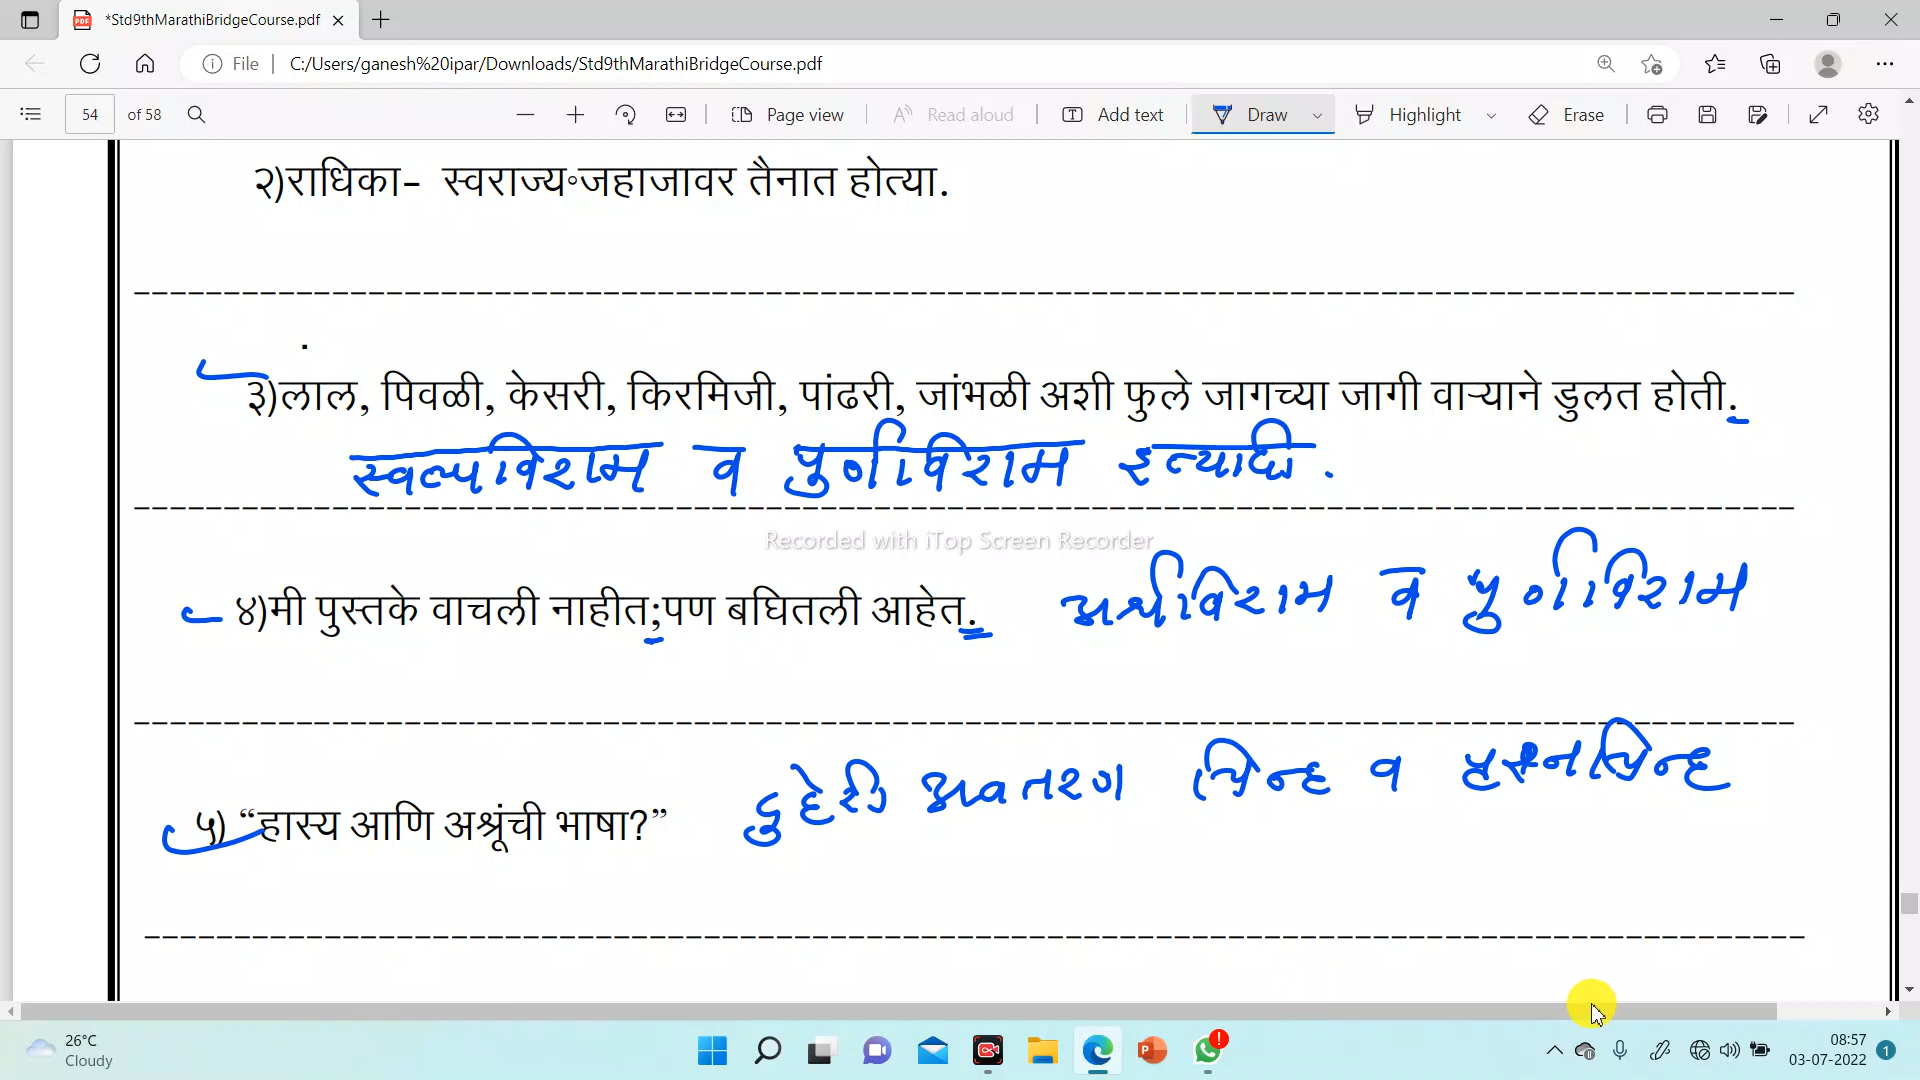 *Std9thMarathiBridgeCourse.pdf
File C:/Users/ganesh%20ipar/Downloads/Std9thMarathiBridgeCourse.pdf
54 of 58 Page view Read aloud Add text Draw Highlight Erase
२)राधिका- स्वराज्य॰जहाजावर तैनात होत्या.
३)लाल, पिवळी, केसरी, किरमिजी, पांढरी, जांभळी अशी फुले जागच्या जागी वाऱ्याने डुलत होती.
स्वल्पविराम व पुर्णविराम इत्यादी.
Recorded with iTop Screen Recorder
४)मी पुस्तके वाचली नाहीत;पण बघितली आहेत. अर्धविराम व पुर्णविराम
५) “हास्य आणि अश्रूंची भाषा?” दुहेरी अवतरण चिन्ह व प्रश्नचिन्ह
26°C
Cloudy
08:57
03-07-2022
1